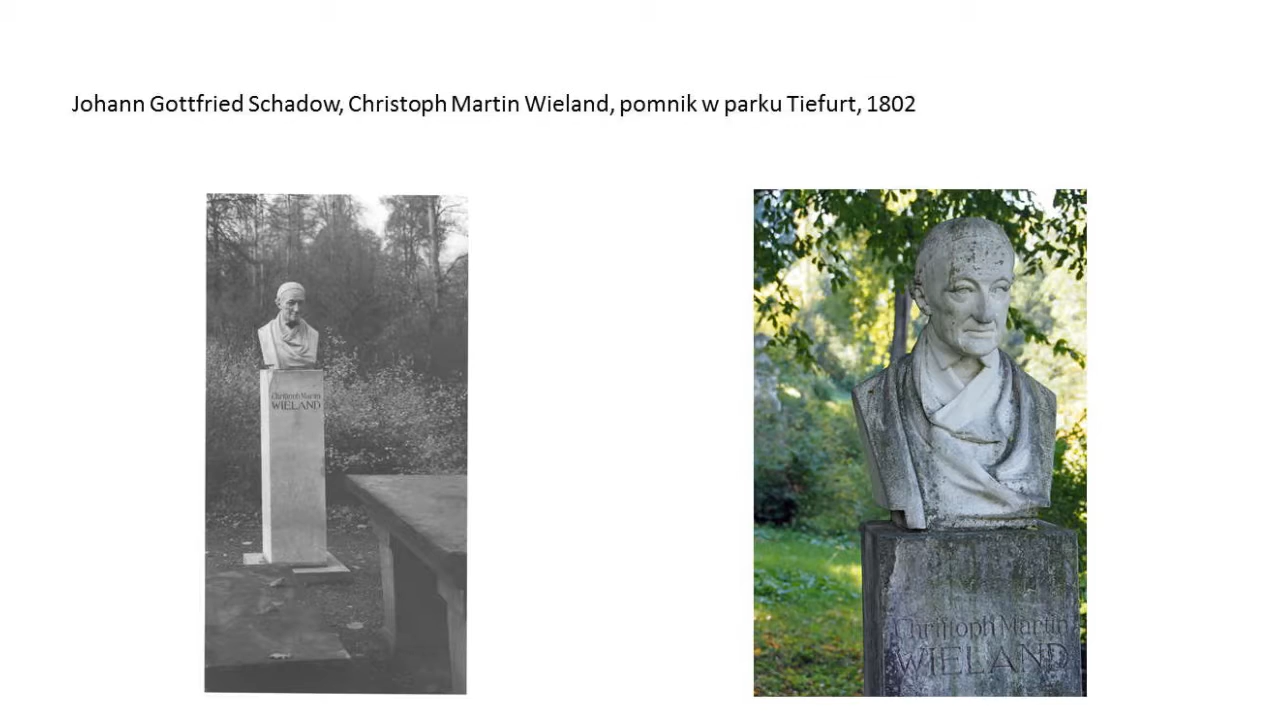 Johann Gottfried Schadow, Christoph Martin Wieland, pomnik w parku Tiefurt, 1802
Christoph Martin
WIELAND
Christoph Martin
WIELAND